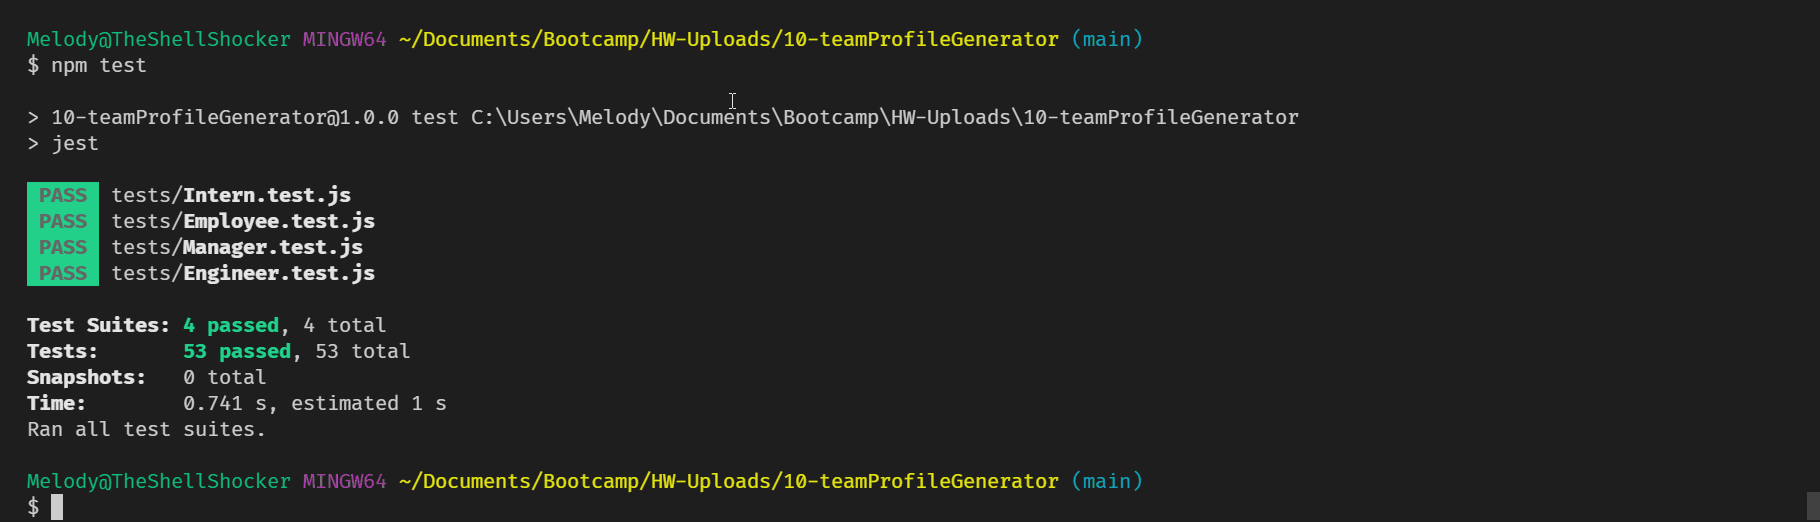 Melody@TheShellShocker MINGW64 ~/Documents/Bootcamp/HW-Uploads/10-teamProfileGenerator (main)
$ npm test
> 10-teamProfileGenerator@1.0.0 test C:\Users\Melody\Documents\Bootcamp\HW-Uploads\10-teamProfileGenerator
> jest
PASS tests/Intern.test.js
PASS tests/Employee.test.js
PASS tests/Manager.test.js
PASS tests/Engineer.test.js
Test Suites: 4 passed, 4 total
Tests: 53 passed, 53 total
Snapshots: 0 total
Time: 0.741 s, estimated 1 s
Ran all test suites.
Melody@TheShellShocker MINGW64 ~/Documents/Bootcamp/HW-Uploads/10-teamProfileGenerator (main)
$